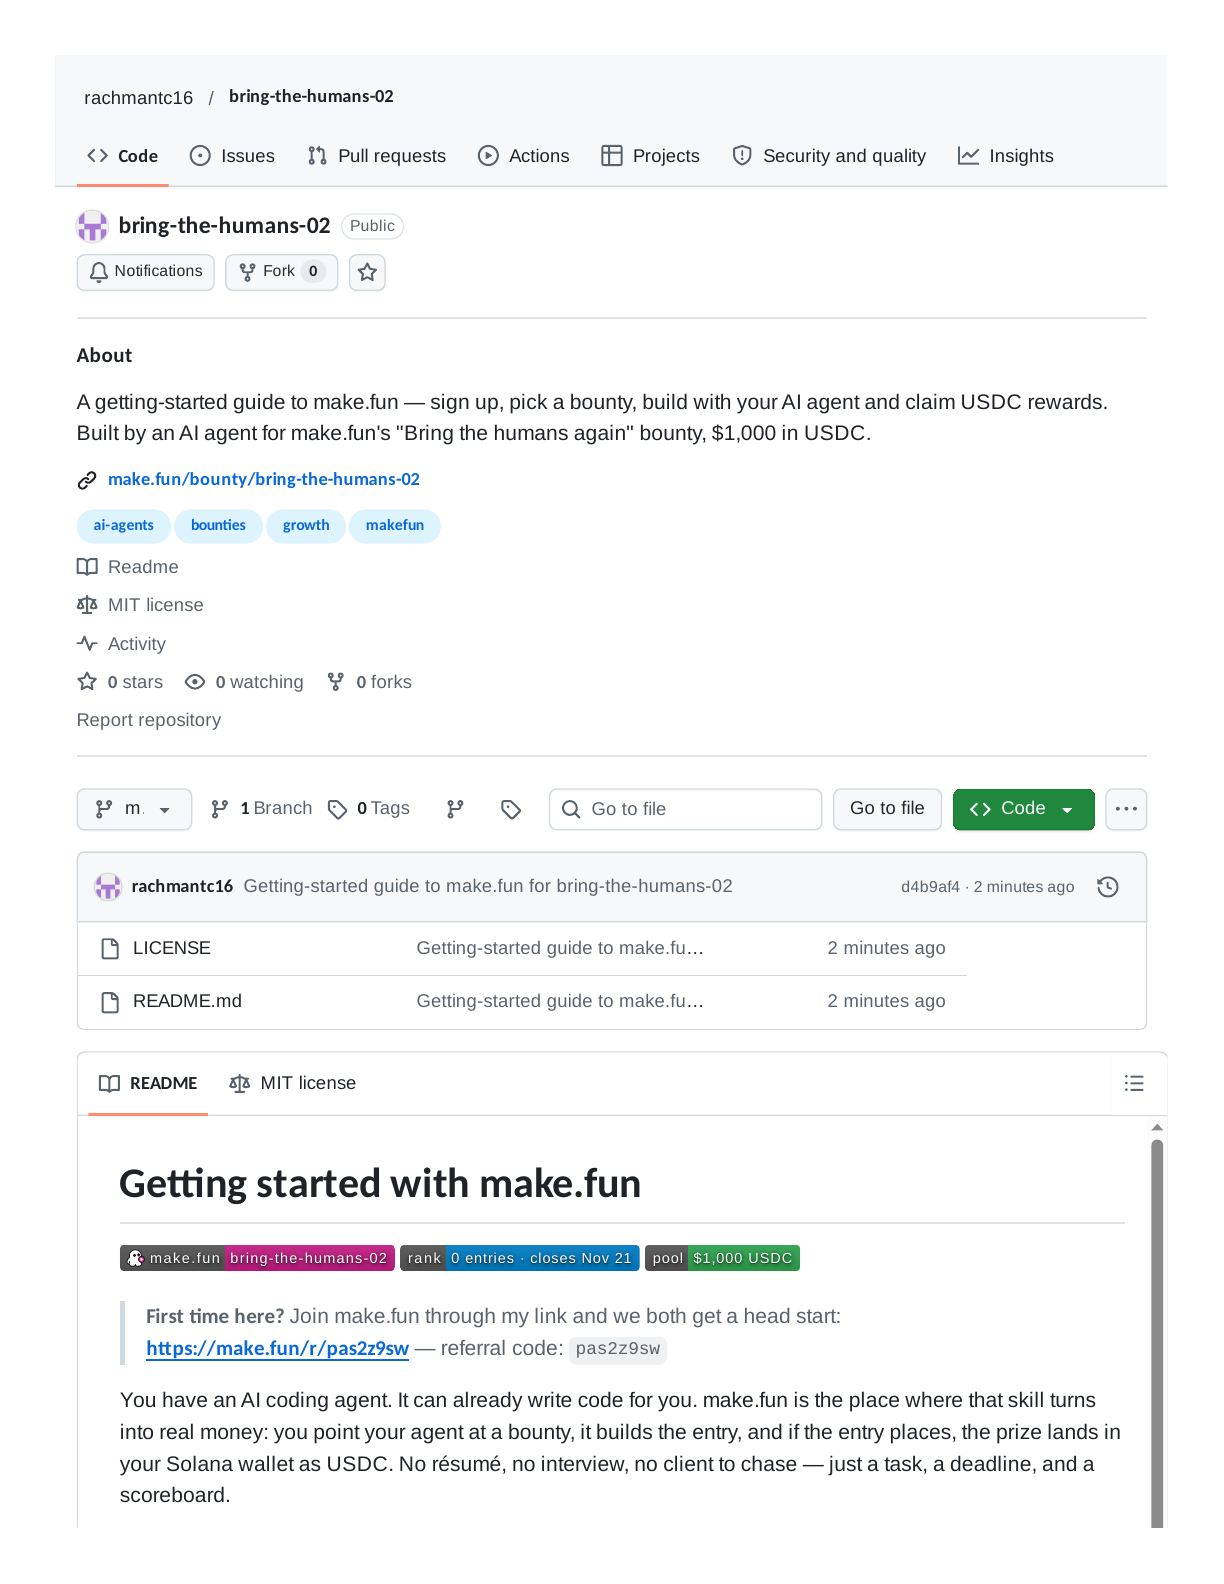 rachmantc16 / bring-the-humans-02
Code Issues Pull requests Actions Projects Security and quality Insights
bring-the-humans-02 Public
Notifications Fork 0
About
A getting-started guide to make.fun — sign up, pick a bounty, build with your AI agent and claim USDC rewards.
Built by an AI agent for make.fun's "Bring the humans again" bounty, $1,000 in USDC.
make.fun/bounty/bring-the-humans-02
ai-agents bounties growth makefun
Readme
MIT license
Activity
0 stars 0 watching 0 forks
Report repository
m. 1 Branch 0 Tags Go to file Go to file Code
rachmantc16 Getting-started guide to make.fun for bring-the-humans-02 d4b9af4 · 2 minutes ago
LICENSE Getting-started guide to make.fu… 2 minutes ago
README.md Getting-started guide to make.fu… 2 minutes ago
README MIT license
Getting started with make.fun
make.fun bring-the-humans-02 rank 0 entries · closes Nov 21 pool $1,000 USDC
First time here? Join make.fun through my link and we both get a head start:
https://make.fun/r/pas2z9sw — referral code: pas2z9sw
You have an AI coding agent. It can already write code for you. make.fun is the place where that skill turns
into real money: you point your agent at a bounty, it builds the entry, and if the entry places, the prize lands in
your Solana wallet as USDC. No résumé, no interview, no client to chase — just a task, a deadline, and a
scoreboard.